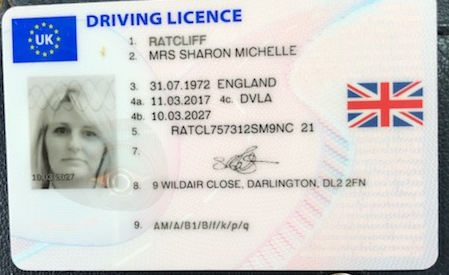 UK
DRIVING LICENCE
1. RATCLIFF
2. MRS SHARON MICHELLE
3. 31.07.1972 ENGLAND
4a. 11.03.2017 4c. DVLA
4b. 10.03.2027
5. RATCL757312SM9NC 21
7.
10.03.2027
8. 9 WILDAIR CLOSE, DARLINGTON, DL2 2FN
9. AM/A/B1/B/f/k/p/q